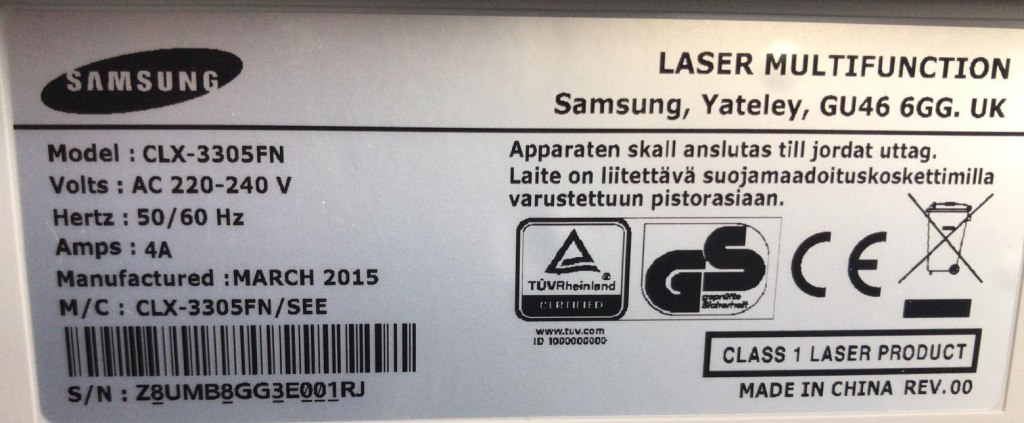 SAMSUNG
LASER MULTIFUNCTION
Samsung, Yateley, GU46 6GG. UK
Model : CLX-3305FN
Volts : AC 220-240 V
Hertz : 50/60 Hz
Amps : 4A
Manufactured :MARCH 2015
M/C : CLX-3305FN/SEE
S/N : Z8UMB8GG3E001RJ
Apparaten skall anslutas till jordat uttag.
Laite on liitettävä suojamaadoituskoskettimilla
varustettuun pistorasiaan.
TÜVRheinland
CERTIFIED
www.tuv.com
ID 1000000000
GS
geprüfte
Sicherheit
CE
CLASS 1 LASER PRODUCT
MADE IN CHINA REV.00